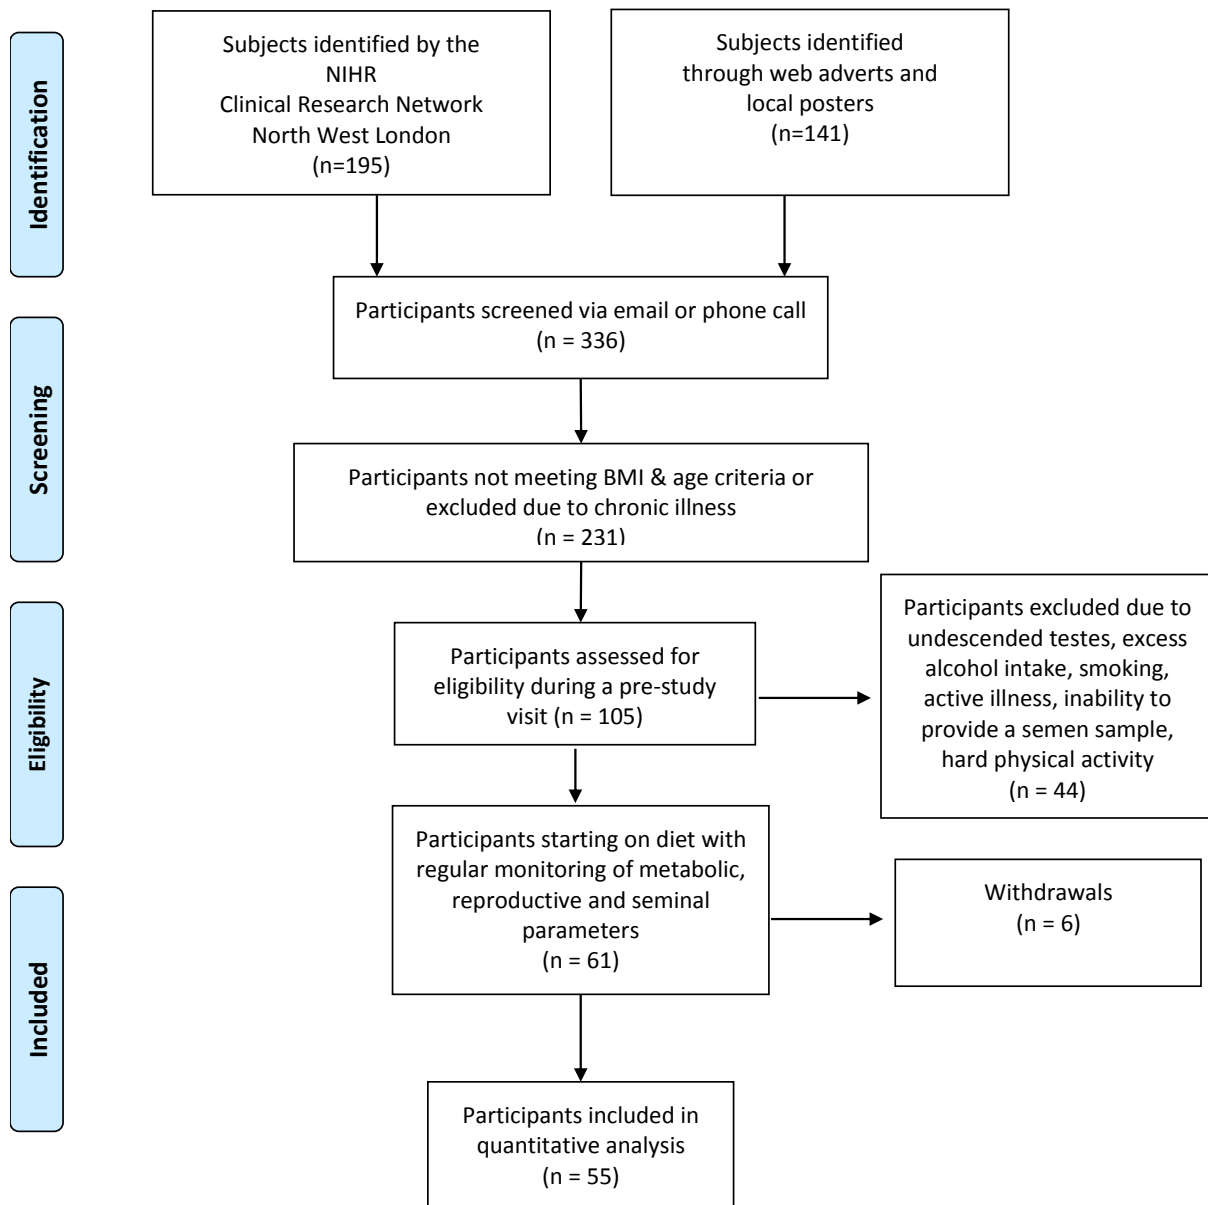 Identification
Subjects identified by the
NIHR
Clinical Research Network
North West London
(n=195)
Subjects identified
through web adverts and
local posters
(n=141)
Screening
Participants screened via email or phone call
(n = 336)
Participants not meeting BMI & age criteria or
excluded due to chronic illness
(n = 231)
Eligibility
Participants assessed for
eligibility during a pre-study
visit (n = 105)
Participants excluded due to
undescended testes, excess
alcohol intake, smoking,
active illness, inability to
provide a semen sample,
hard physical activity
(n = 44)
Participants starting on diet with
regular monitoring of metabolic,
reproductive and seminal
parameters
(n = 61)
Withdrawals
(n = 6)
Included
Participants included in
quantitative analysis
(n = 55)